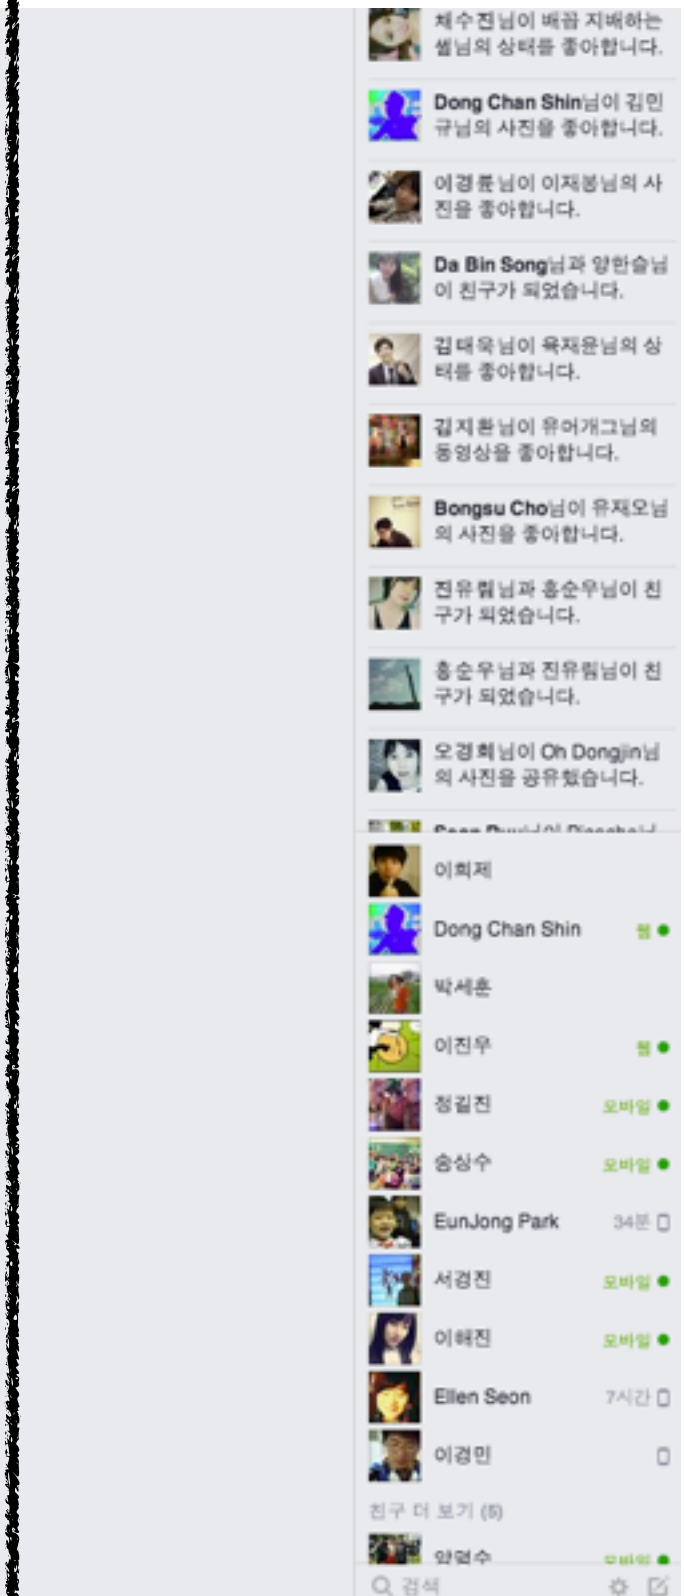 채수진님이 배꼽 지배하는
썰님의 상태를 좋아합니다.
Dong Chan Shin님이 김민
규님의 사진을 좋아합니다.
이경륜님이 이재봉님의 사
진을 좋아합니다.
Da Bin Song님과 양한슬님
이 친구가 되었습니다.
김태욱님이 육재윤님의 상
태를 좋아합니다.
김지환님이 유머개그님의
동영상을 좋아합니다.
Bongsu Cho님이 유재오님
의 사진을 좋아합니다.
진유림님과 홍순우님이 친
구가 되었습니다.
홍순우님과 진유림님이 친
구가 되었습니다.
오경희님이 Oh Dongjin님
의 사진을 공유했습니다.
이희제
Dong Chan Shin 웹
박세훈
이진우 웹
정길진 모바일
송상수 모바일
EunJong Park 34분
서경진 모바일
이해진 모바일
Ellen Seon 7시간
이경민
친구 더 보기 (5)
양덕수 모바일
검색